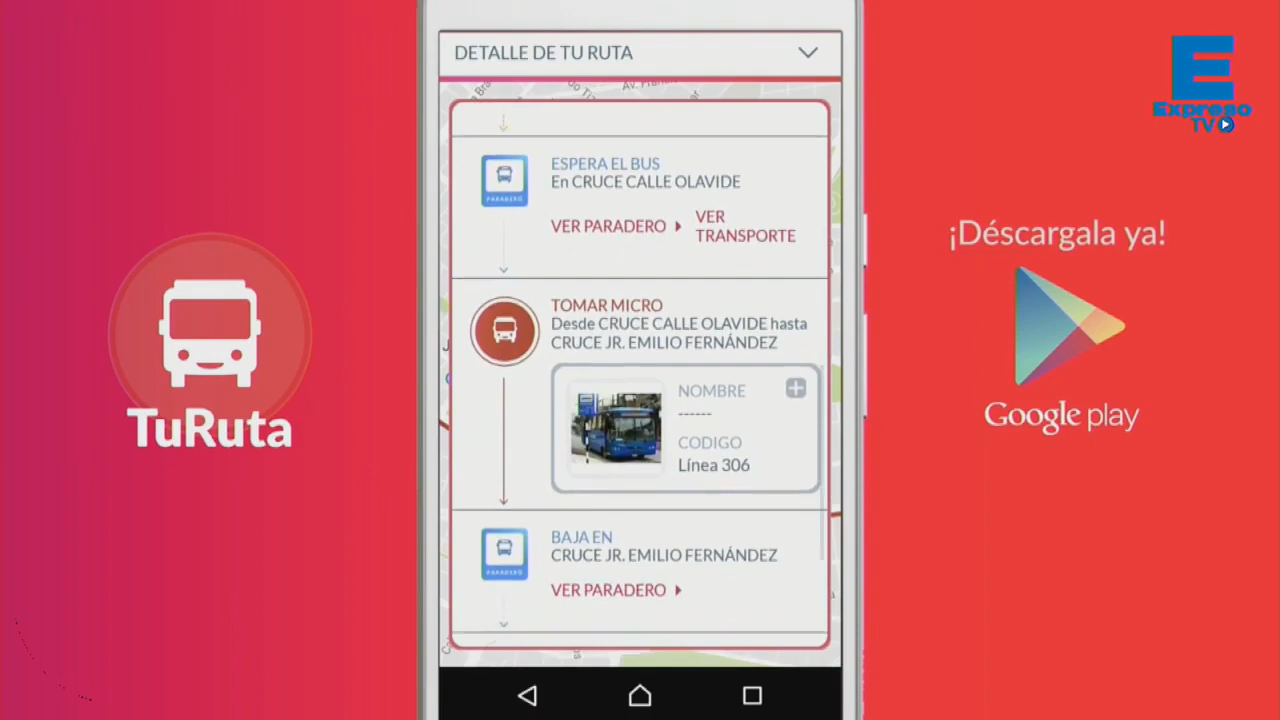 DETALLE DE TU RUTA
Expreso
TV
ESPERA EL BUS
En CRUCE CALLE OLAVIDE
PARADERO
VER PARADERO
VER
TRANSPORTE
TOMAR MICRO
Desde CRUCE CALLE OLAVIDE hasta
CRUCE JR. EMILIO FERNÁNDEZ
NOMBRE
------
CODIGO
Línea 306
BAJA EN
CRUCE JR. EMILIO FERNÁNDEZ
PARADERO
VER PARADERO
TuRuta
¡Déscargala ya!
Google play